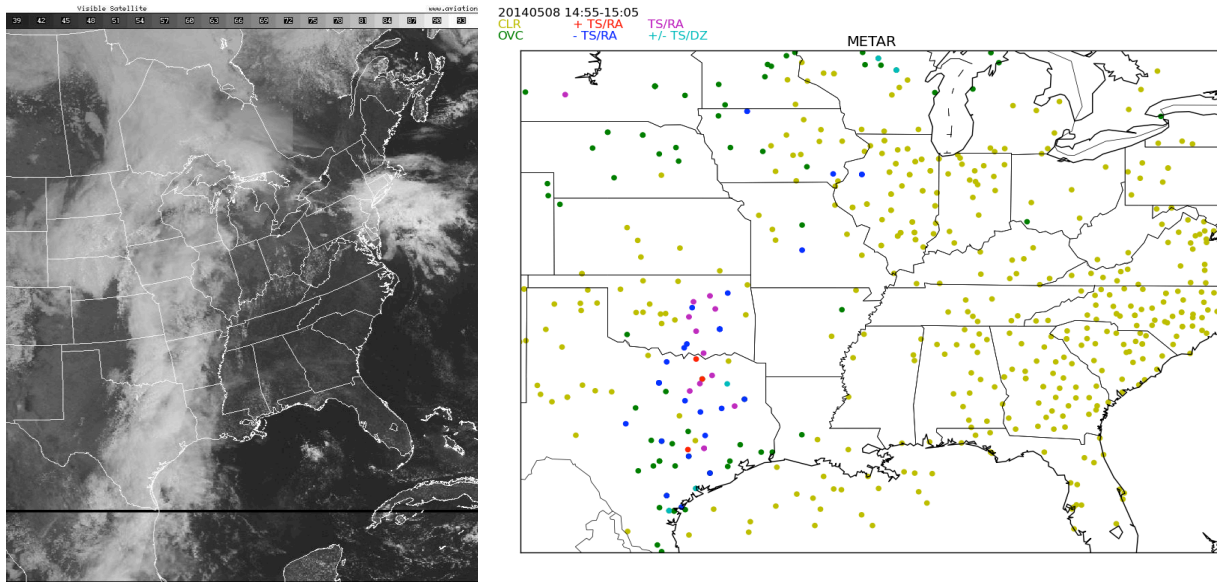 Visible Satellite
www.aviation
39 42 45 48 51 54 57 60 63 66 69 72 75 78 81 84 87 90 93
20140508 14:55-15:05
CLR + TS/RA TS/RA
OVC - TS/RA +/- TS/DZ
METAR